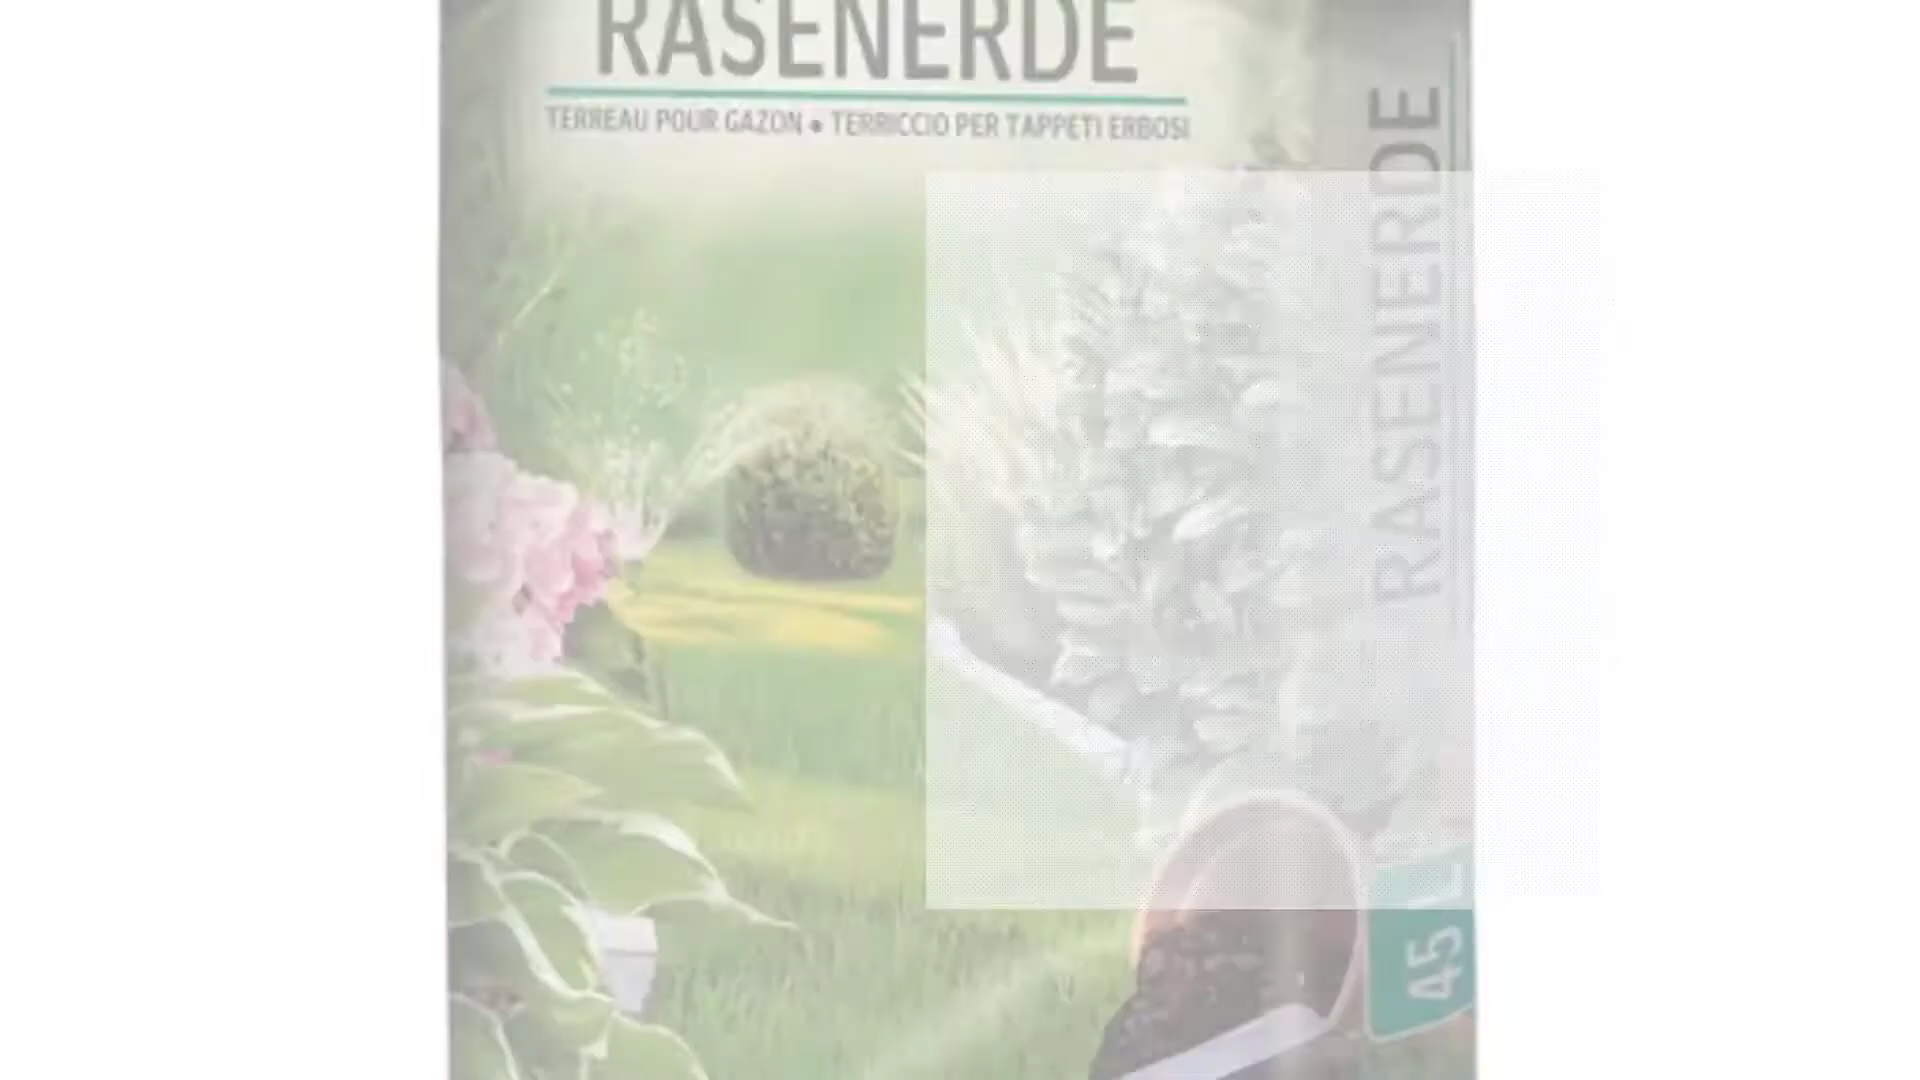 RASENERDE
TERREAU POUR GAZON • TERRICCIO PER TAPPETI ERBOSI
RASENERDE
45 L